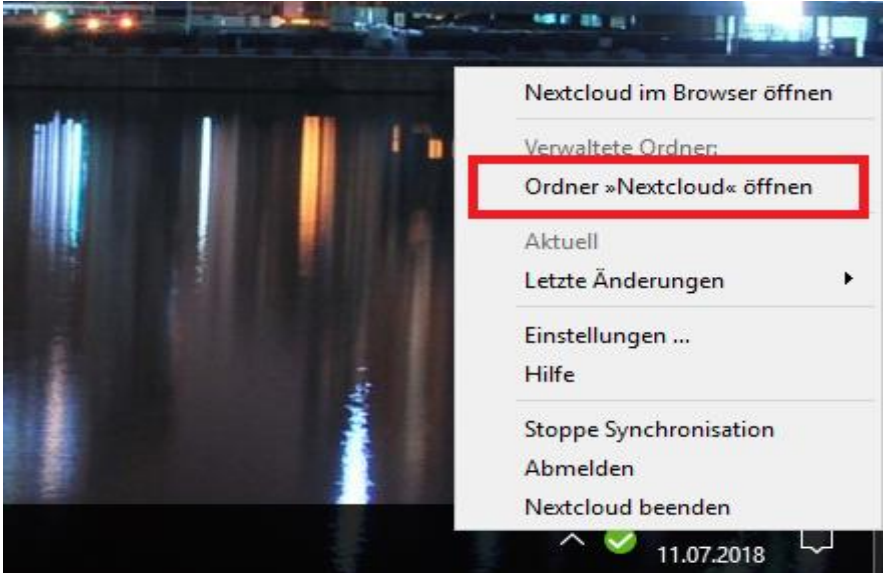 Nextcloud im Browser öffnen
Verwaltete Ordner:
Ordner »Nextcloud« öffnen
Aktuell
Letzte Änderungen
Einstellungen ...
Hilfe
Stoppe Synchronisation
Abmelden
Nextcloud beenden
11.07.2018